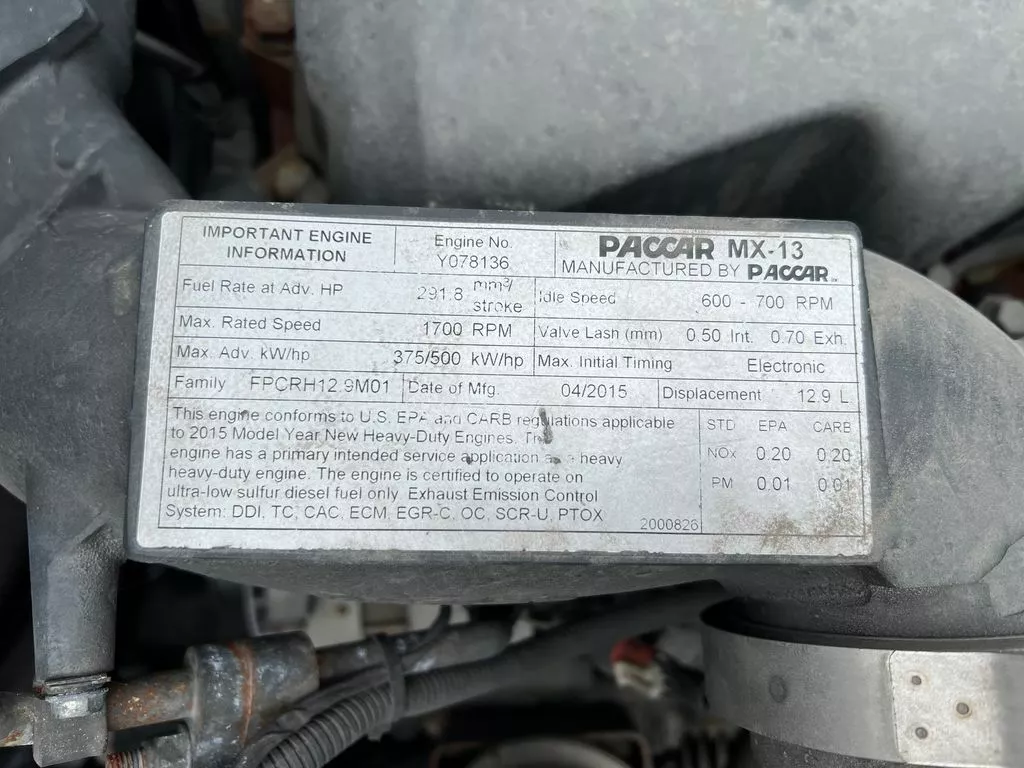 IMPORTANT ENGINE
INFORMATION
Engine No.
Y078136
PACCAR MX-13
MANUFACTURED BY PACCAR
Fuel Rate at Adv. HP
291.8 mm³/
stroke
Idle Speed 600 - 700 RPM
Max. Rated Speed 1700 RPM
Valve Lash (mm) 0.50 Int. 0.70 Exh.
Max. Adv. kW/hp 375/500 kW/hp
Max. Initial Timing Electronic
Family FPCRH12.9M01
Date of Mfg. 04/2015
Displacement 12.9 L
This engine conforms to U.S. EPA and CARB regulations applicable
to 2015 Model Year New Heavy-Duty Engines.
engine has a primary intended service application as a heavy
heavy-duty engine. The engine is certified to operate on
ultra-low sulfur diesel fuel only. Exhaust Emission Control
System: DDI, TC, CAC, ECM, EGR-C, OC, SCR-U, PTOX
2000826
STD EPA CARB
NOx 0.20 0.20
PM 0.01 0.01